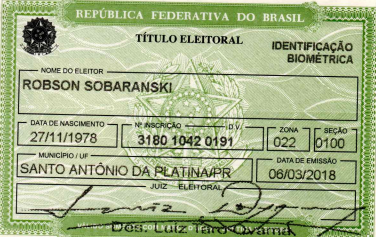 REPÚBLICA FEDERATIVA DO BRASIL
TÍTULO ELEITORAL
IDENTIFICAÇÃO
BIOMÉTRICA
NOME DO ELEITOR
ROBSON SOBARANSKI
DATA DE NASCIMENTO Nº INSCRIÇÃO D.V. ZONA SEÇÃO
27/11/1978 3180 1042 0191 022 0100
MUNICÍPIO / UF DATA DE EMISSÃO
SANTO ANTÔNIO DA PLATINA/PR 06/03/2018
JUIZ ELEITORAL
Luiz